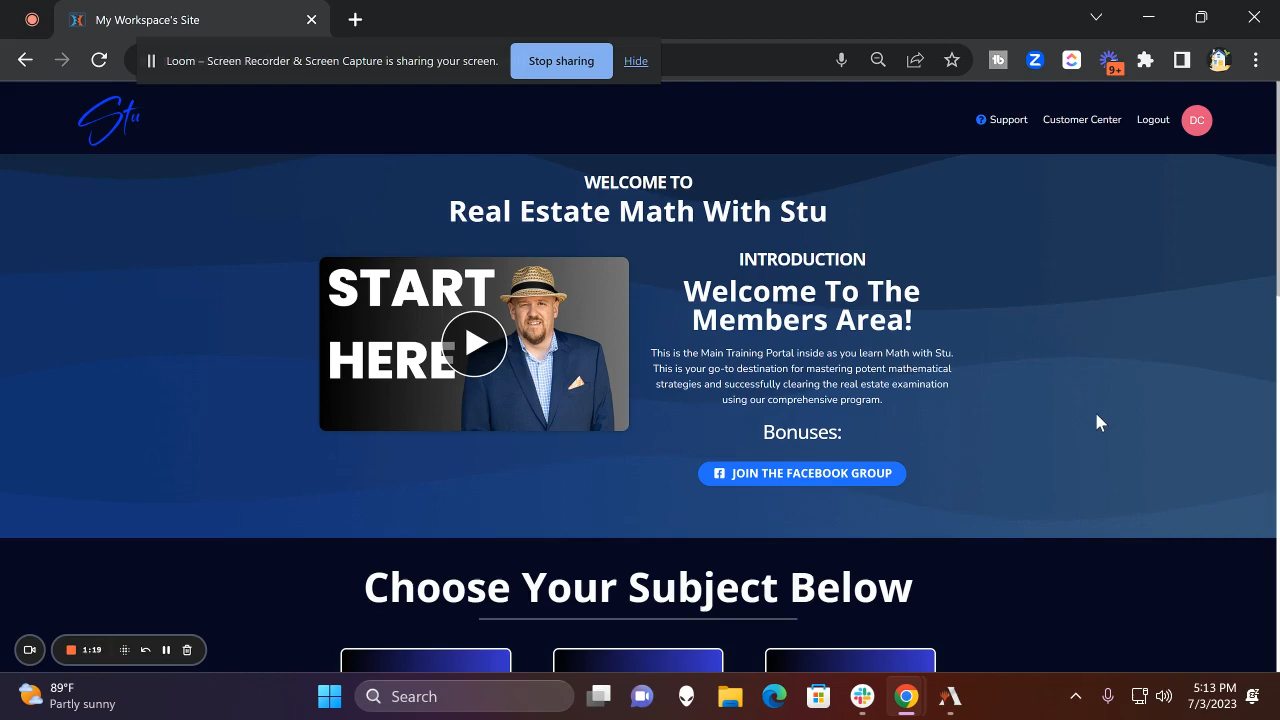 My Workspace's Site
Loom – Screen Recorder & Screen Capture is sharing your screen.
Stop sharing
Hide
9+
Stu
Support
Customer Center
Logout
DC
WELCOME TO
Real Estate Math With Stu
START
HERE
INTRODUCTION
Welcome To The
Members Area!
This is the Main Training Portal inside as you learn Math with Stu.
This is your go-to destination for mastering potent mathematical
strategies and successfully clearing the real estate examination
using our comprehensive program.
Bonuses:
JOIN THE FACEBOOK GROUP
Choose Your Subject Below
1:19
89°F
Partly sunny
Search
5:13 PM
7/3/2023